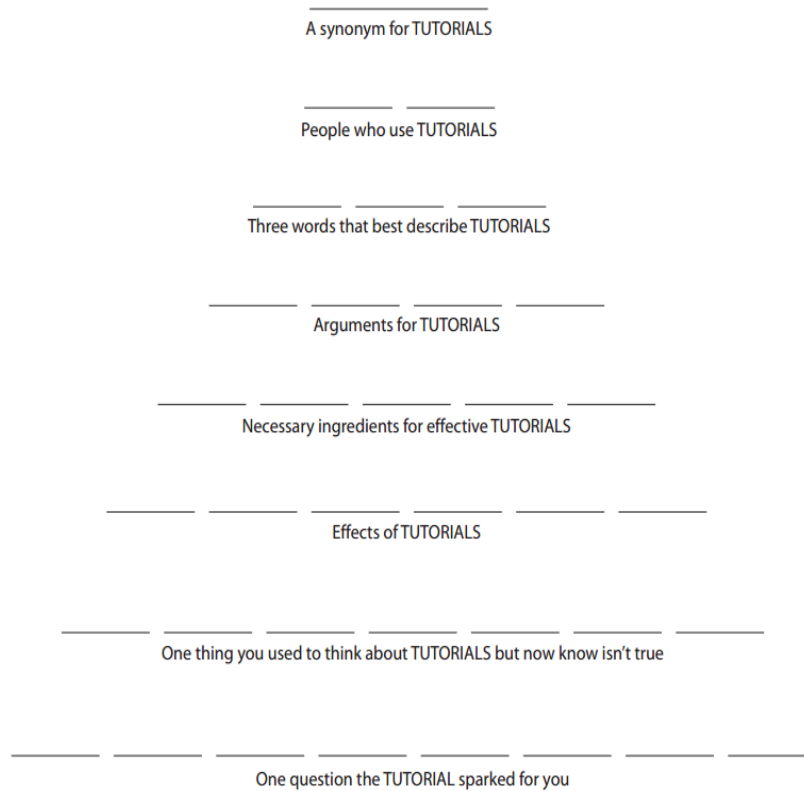 A synonym for TUTORIALS
People who use TUTORIALS
Three words that best describe TUTORIALS
Arguments for TUTORIALS
Necessary ingredients for effective TUTORIALS
Effects of TUTORIALS
One thing you used to think about TUTORIALS but now know isn't true
One question the TUTORIAL sparked for you